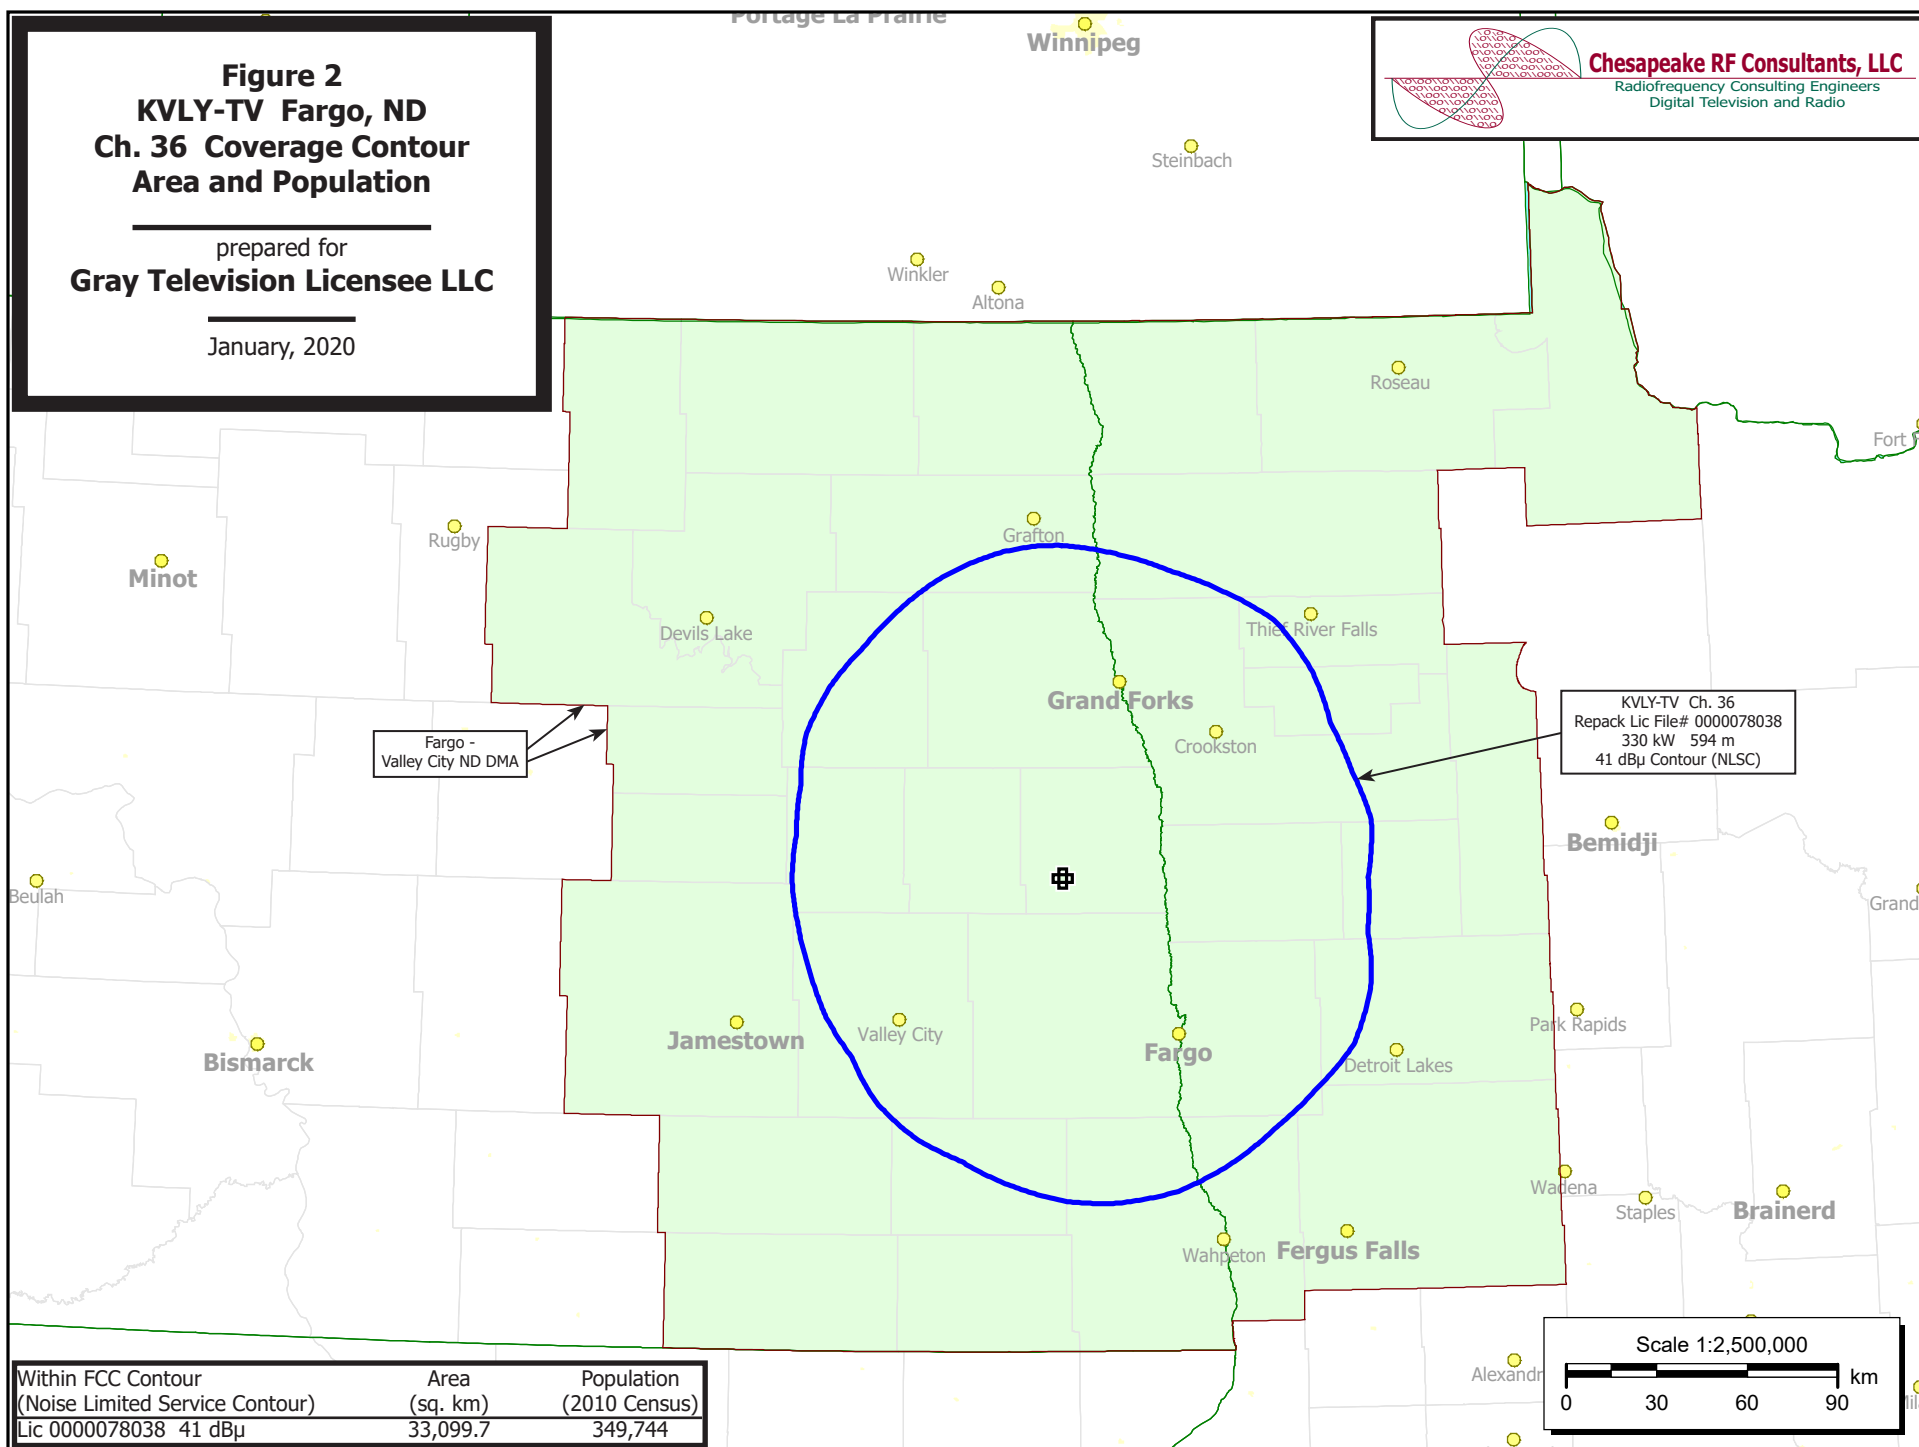 Figure 2
KVLY-TV Fargo, ND
Ch. 36 Coverage Contour
Area and Population
prepared for
Gray Television Licensee LLC
January, 2020
Portage La Prairie
Winnipeg
Chesapeake RF Consultants, LLC
Radiofrequency Consulting Engineers
Digital Television and Radio
Steinbach
Winkler
Altona
Roseau
Fort
Rugby
Grafton
Minot
Devils Lake
Thief River Falls
Grand Forks
Crookston
Fargo -
Valley City ND DMA
KVLY-TV Ch. 36
Repack Lic File# 0000078038
330 kW 594 m
41 dBµ Contour (NLSC)
Bemidji
Beulah
Grand
Jamestown
Valley City
Fargo
Park Rapids
Bismarck
Detroit Lakes
Wadena
Staples
Brainerd
Wahpeton
Fergus Falls
Alexandr
Scale 1:2,500,000
km
0 30 60 90
Within FCC Contour Area Population
(Noise Limited Service Contour) (sq. km) (2010 Census)
Lic 0000078038 41 dBµ 33,099.7 349,744